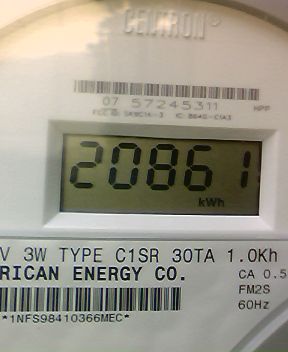 CENTRON®
07 57245311 HPP
20861
kWh
V 3W TYPE C1SR 30TA 1.0Kh
RICAN ENERGY CO.
CA 0.5
FM2S
60Hz
*1NFS98410366MEC*